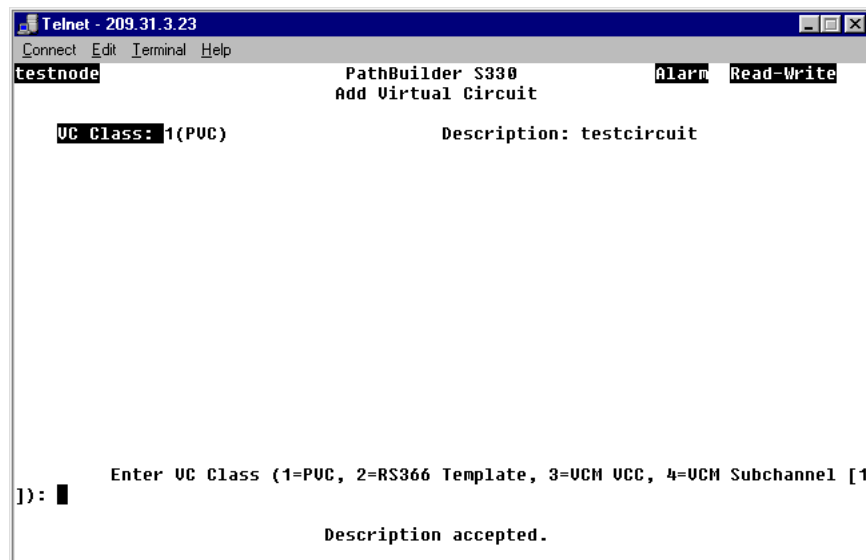 Telnet - 209.31.3.23
Connect Edit Terminal Help
testnode PathBuilder S330 Alarm Read-Write
Add Virtual Circuit
VC Class: 1(PVC) Description: testcircuit
Enter VC Class (1=PVC, 2=RS366 Template, 3=VCM VCC, 4=VCM Subchannel [1
]):
Description accepted.